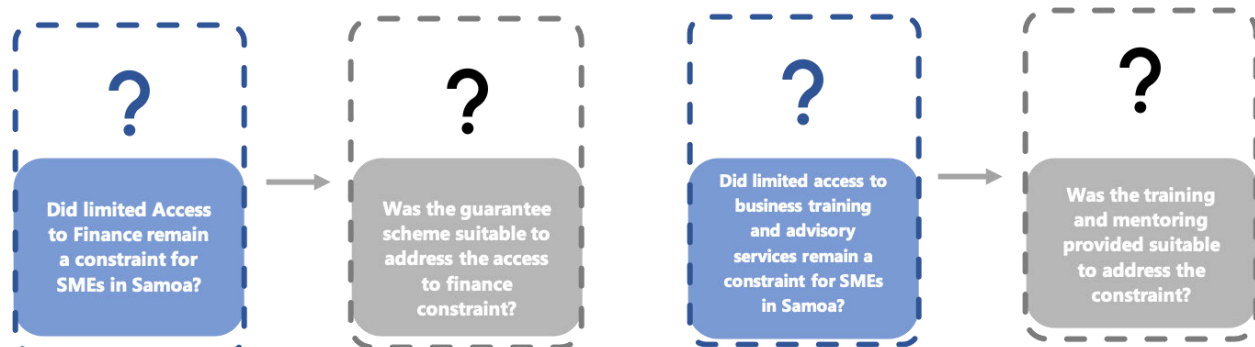 ?
Did limited Access
to Finance remain
a constraint for
SMEs in Samoa?
?
Was the guarantee
scheme suitable to
address the access
to finance
constraint?
?
Did limited access to
business training
and advisory
services remain a
constraint for SMEs
in Samoa?
?
Was the training
and mentoring
provided suitable
to address the
constraint?